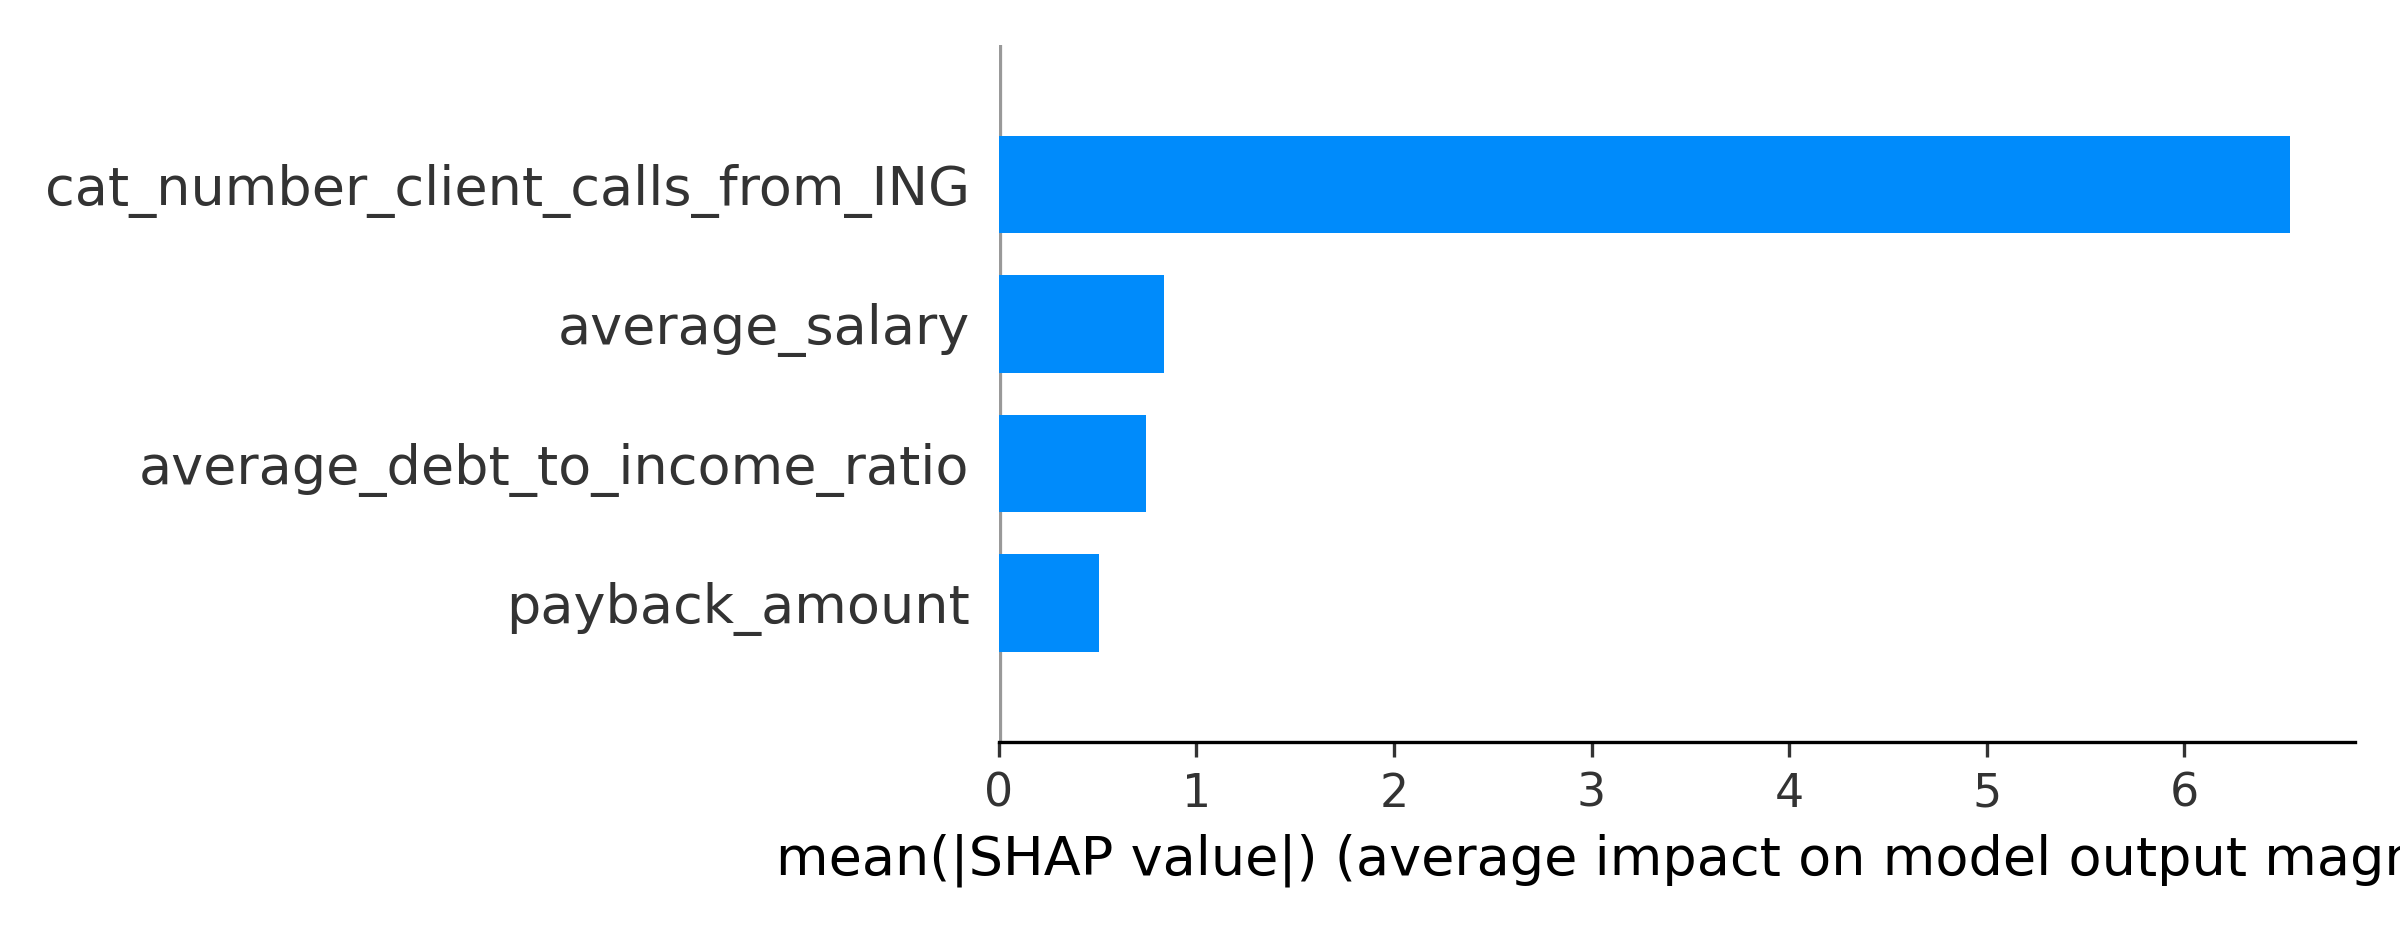 cat_number_client_calls_from_ING
average_salary
average_debt_to_income_ratio
payback_amount
0 1 2 3 4 5 6
mean(|SHAP value|) (average impact on model output